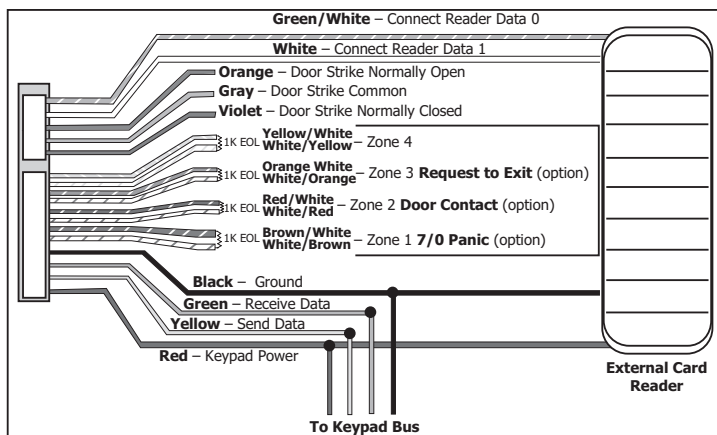 Green/White – Connect Reader Data 0
White – Connect Reader Data 1
Orange – Door Strike Normally Open
Gray – Door Strike Common
Violet – Door Strike Normally Closed
1K EOL Yellow/White
White/Yellow – Zone 4
1K EOL Orange White
White/Orange – Zone 3 Request to Exit (option)
1K EOL Red/White
White/Red – Zone 2 Door Contact (option)
1K EOL Brown/White
White/Brown – Zone 1 7/0 Panic (option)
Black – Ground
Green – Receive Data
Yellow – Send Data
Red – Keypad Power
External Card
Reader
To Keypad Bus